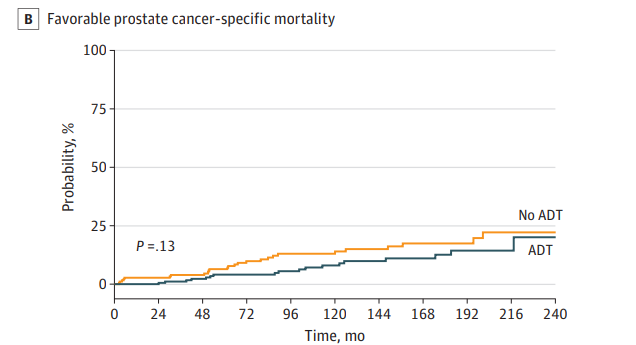 B Favorable prostate cancer-specific mortality
100
75
50
25
0
Probability, %
P =.13
No ADT
ADT
0 24 48 72 96 120 144 168 192 216 240
Time, mo